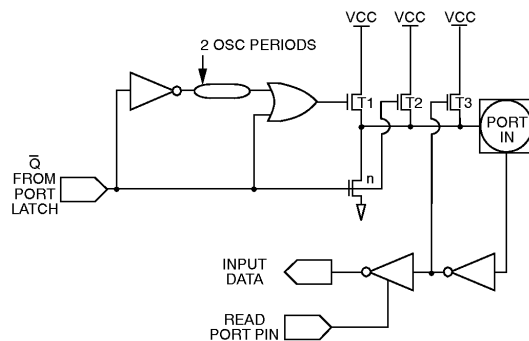 VCC VCC VCC
2 OSC PERIODS
T1 T2 T3
PORT
IN
Q
FROM
PORT
LATCH
n
INPUT
DATA
READ
PORT PIN